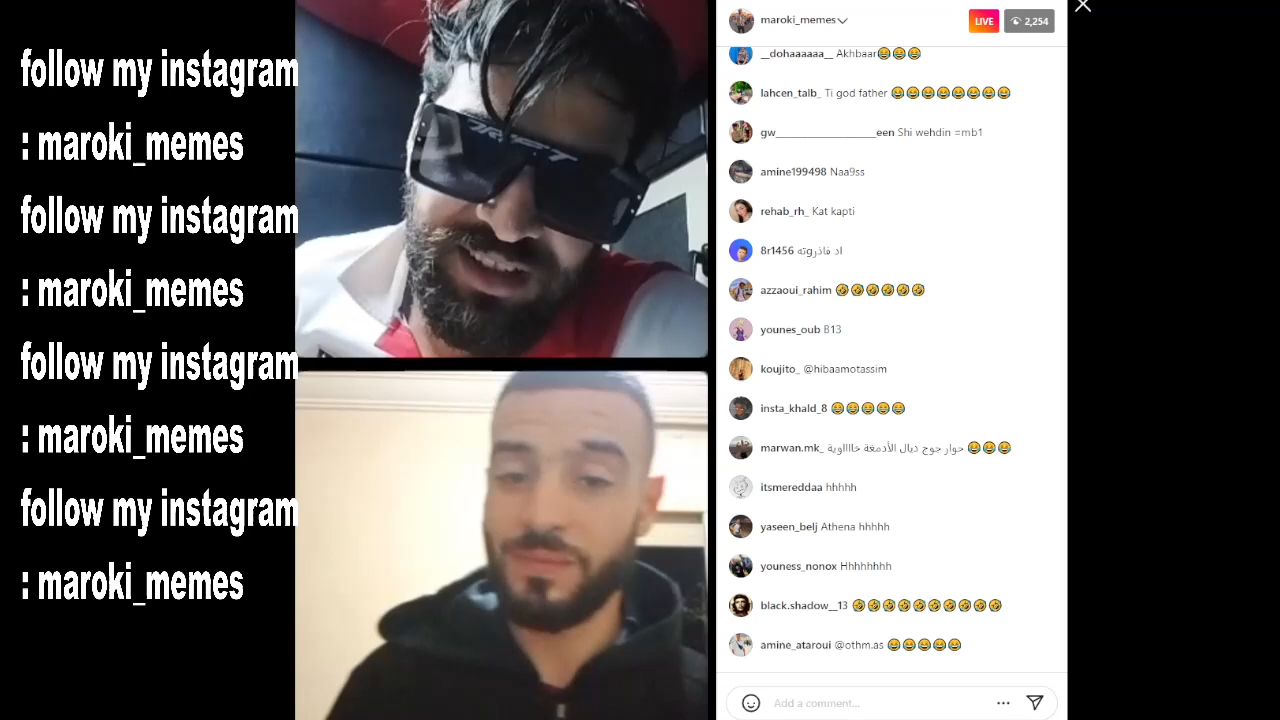 follow my instagram
: maroki_memes
follow my instagram
: maroki_memes
follow my instagram
: maroki_memes
follow my instagram
: maroki_memes
maroki_memes
LIVE
2,254
__dohaaaaaa__ Akhbaar😂😂😂
lahcen_talb_ Ti god father 😂😂😂😂😂😂😂😂
Shi wehdin =mb1
amine199498 Naa9ss
rehab_rh_ Kat kapti
8r1456
azzaoui_rahim 🤣🤣🤣🤣🤣🤣
younes_oub B13
koujito_ @hibaamotassim
insta_khald_8 😂😂😂😂😂
marwan.mk_ حوار جوج ديال الأدمغة خااااوية 😂😂😂
itsmereddaa hhhhh
yaseen_belj Athena hhhhh
youness_nonox Hhhhhhhh
black.shadow__13 🤣🤣🤣🤣🤣🤣🤣🤣🤣🤣
amine_ataroui @othm.as 😂😂😂😂😂
Add a comment...